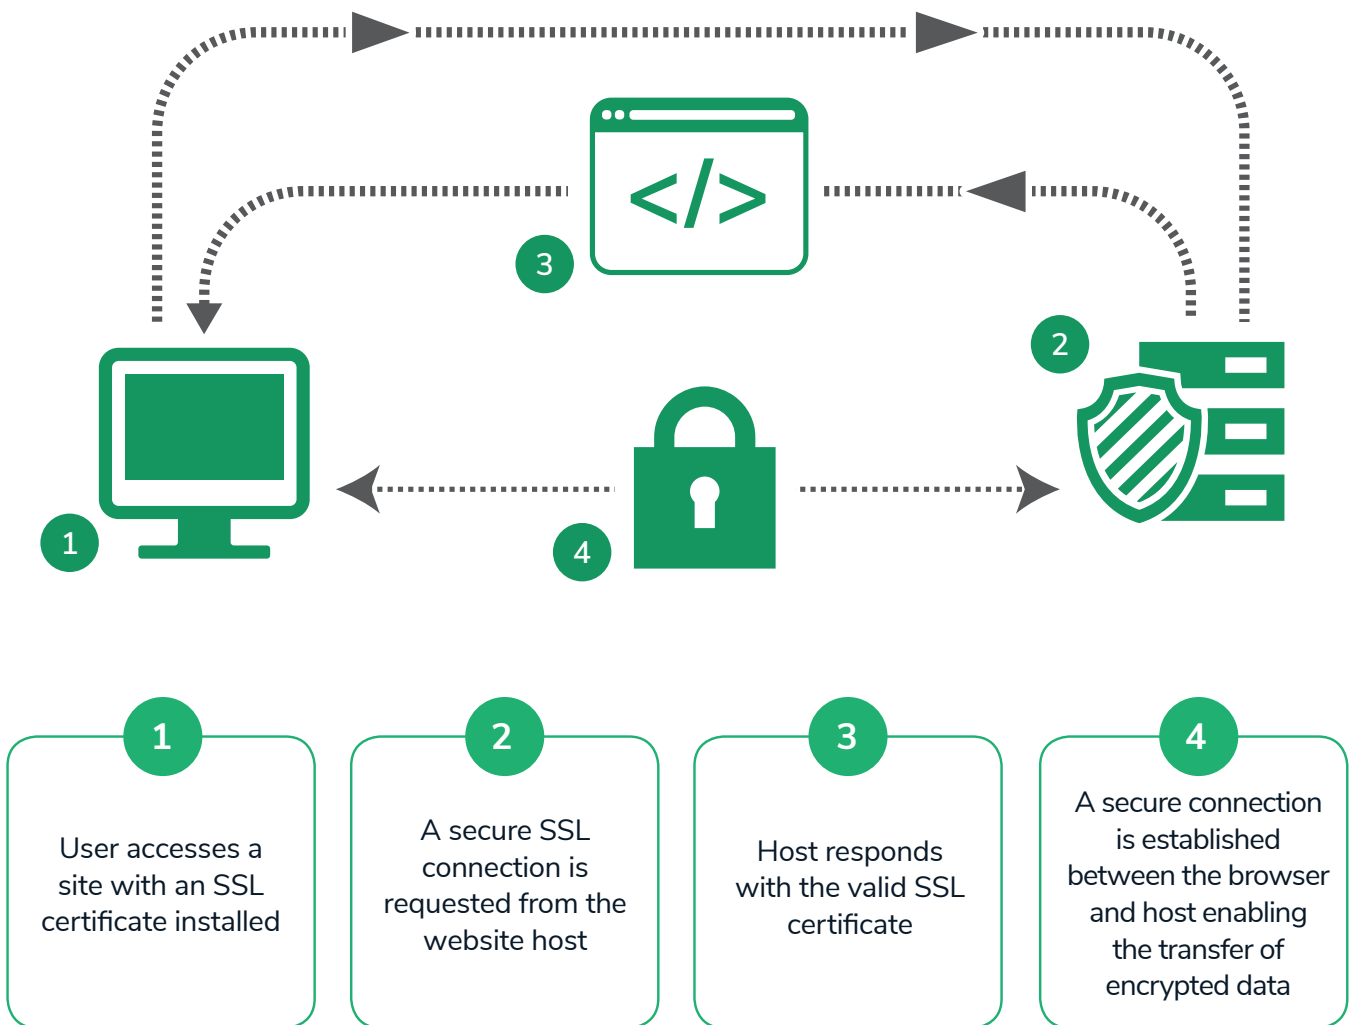 </>
3
2
1
4
1
User accesses a
site with an SSL
certificate installed
2
A secure SSL
connection is
requested from the
website host
3
Host responds
with the valid SSL
certificate
4
A secure connection
is established
between the browser
and host enabling
the transfer of
encrypted data